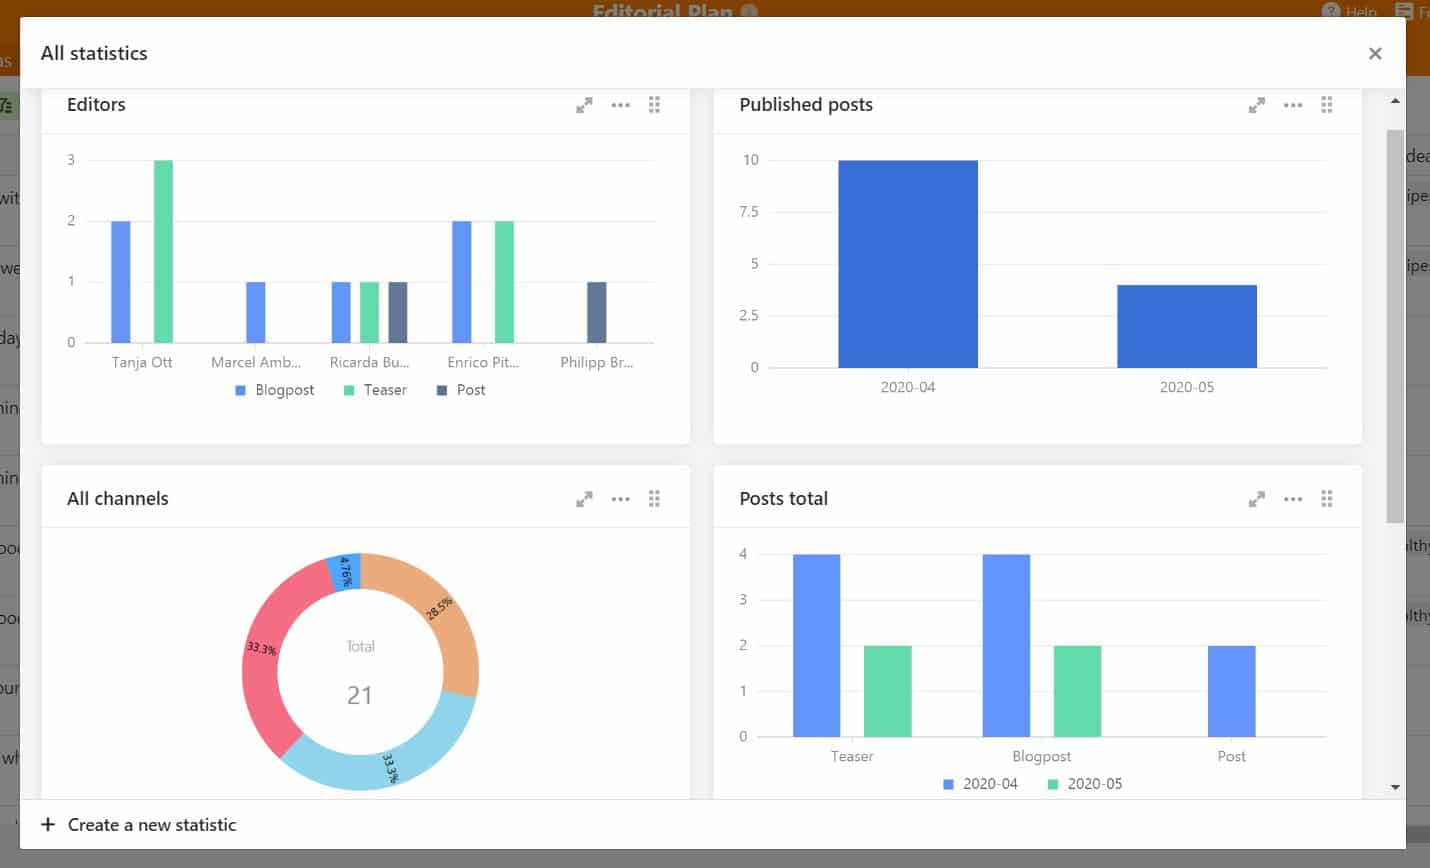 Editorial Plan
Help
All statistics
Editors
3
2
1
0
Tanja Ott Marcel Amb... Ricarda Bu... Enrico Pit... Philipp Br...
Blogpost Teaser Post
Published posts
10
7.5
5
2.5
0
2020-04 2020-05
All channels
4.76%
28.5%
33.3%
33.3%
Total
21
Posts total
4
3
2
1
0
Teaser Blogpost Post
2020-04 2020-05
+ Create a new statistic